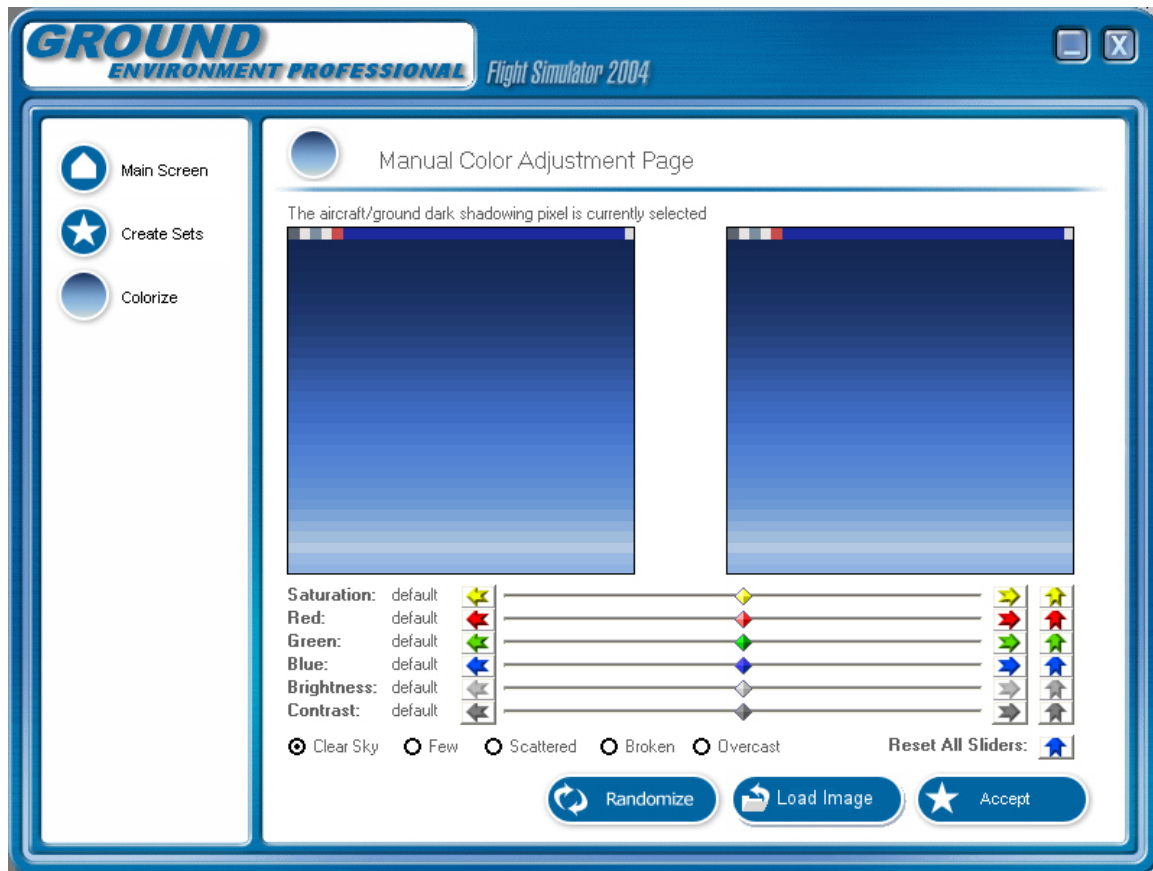 GROUND
ENVIRONMENT PROFESSIONAL
Flight Simulator 2004
X
Main Screen
Create Sets
Colorize
Manual Color Adjustment Page
The aircraft/ground dark shadowing pixel is currently selected
Saturation: default
Red: default
Green: default
Blue: default
Brightness: default
Contrast: default
Clear Sky Few Scattered Broken Overcast Reset All Sliders:
Randomize Load Image Accept